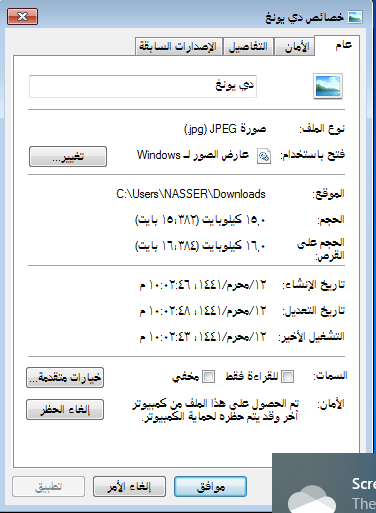 خصائص دي يونغ
عام
الأمان
التفاصيل
الإصدارات السابقة
دي يونغ
نوع الملف: صورة JPEG (.jpg)
فتح باستخدام: عارض الصور لـ Windows
تغيير...
الموقع: C:\Users\NASSER\Downloads
الحجم: ١٥,٠ كيلوبايت (١٥،٣٨٢ بايت)
الحجم على القرص: ١٦,٠ كيلوبايت (١٦،٣٨٤ بايت)
تاريخ الإنشاء: ١٢/محرم/١٤٤١، ١٠:٠٢:٤٦ م
تاريخ التعديل: ١٢/محرم/١٤٤١، ١٠:٠٢:٤٨ م
التشغيل الأخير: ١٢/محرم/١٤٤١، ١٠:٠٢:٤٣ م
السمات: للقراءة فقط مخفي
خيارات متقدمة...
الأمان: تم الحصول على هذا الملف من كمبيوتر
آخر وقد يتم حظره لحماية الكمبيوتر.
إلغاء الحظر
موافق
إلغاء الأمر
تطبيق
Scre
The